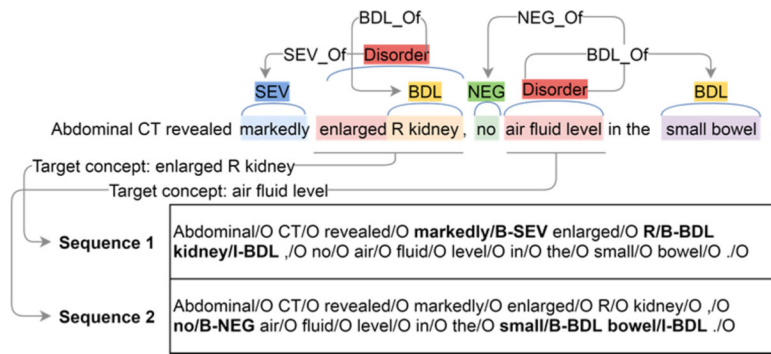 BDL_Of
NEG_Of
SEV_Of Disorder BDL_Of
SEV BDL NEG Disorder BDL
Abdominal CT revealed markedly enlarged R kidney, no air fluid level in the small bowel
Target concept: enlarged R kidney
Target concept: air fluid level
Sequence 1
Abdominal/O CT/O revealed/O markedly/B-SEV enlarged/O R/B-BDL
kidney/I-BDL ,/O no/O air/O fluid/O level/O in/O the/O small/O bowel/O ./O
Sequence 2
Abdominal/O CT/O revealed/O markedly/O enlarged/O R/O kidney/O ,/O
no/B-NEG air/O fluid/O level/O in/O the/O small/B-BDL bowel/I-BDL ./O